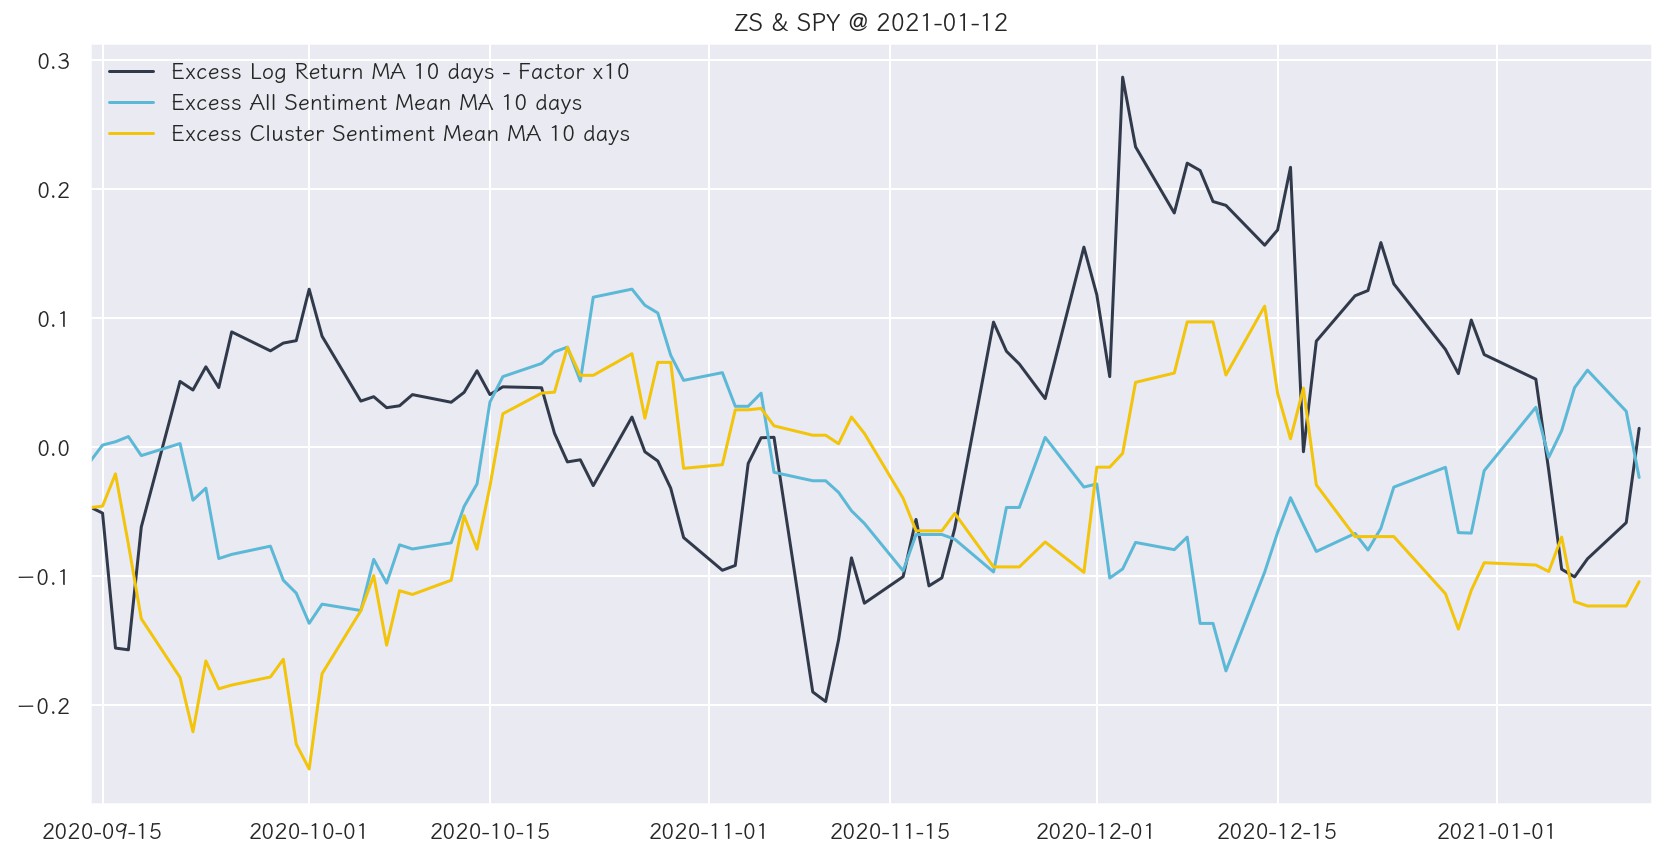 ZS & SPY @ 2021-01-12
Excess Log Return MA 10 days - Factor x10
Excess All Sentiment Mean MA 10 days
Excess Cluster Sentiment Mean MA 10 days
0.3
0.2
0.1
0.0
−0.1
−0.2
2020-09-15 2020-10-01 2020-10-15 2020-11-01 2020-11-15 2020-12-01 2020-12-15 2021-01-01